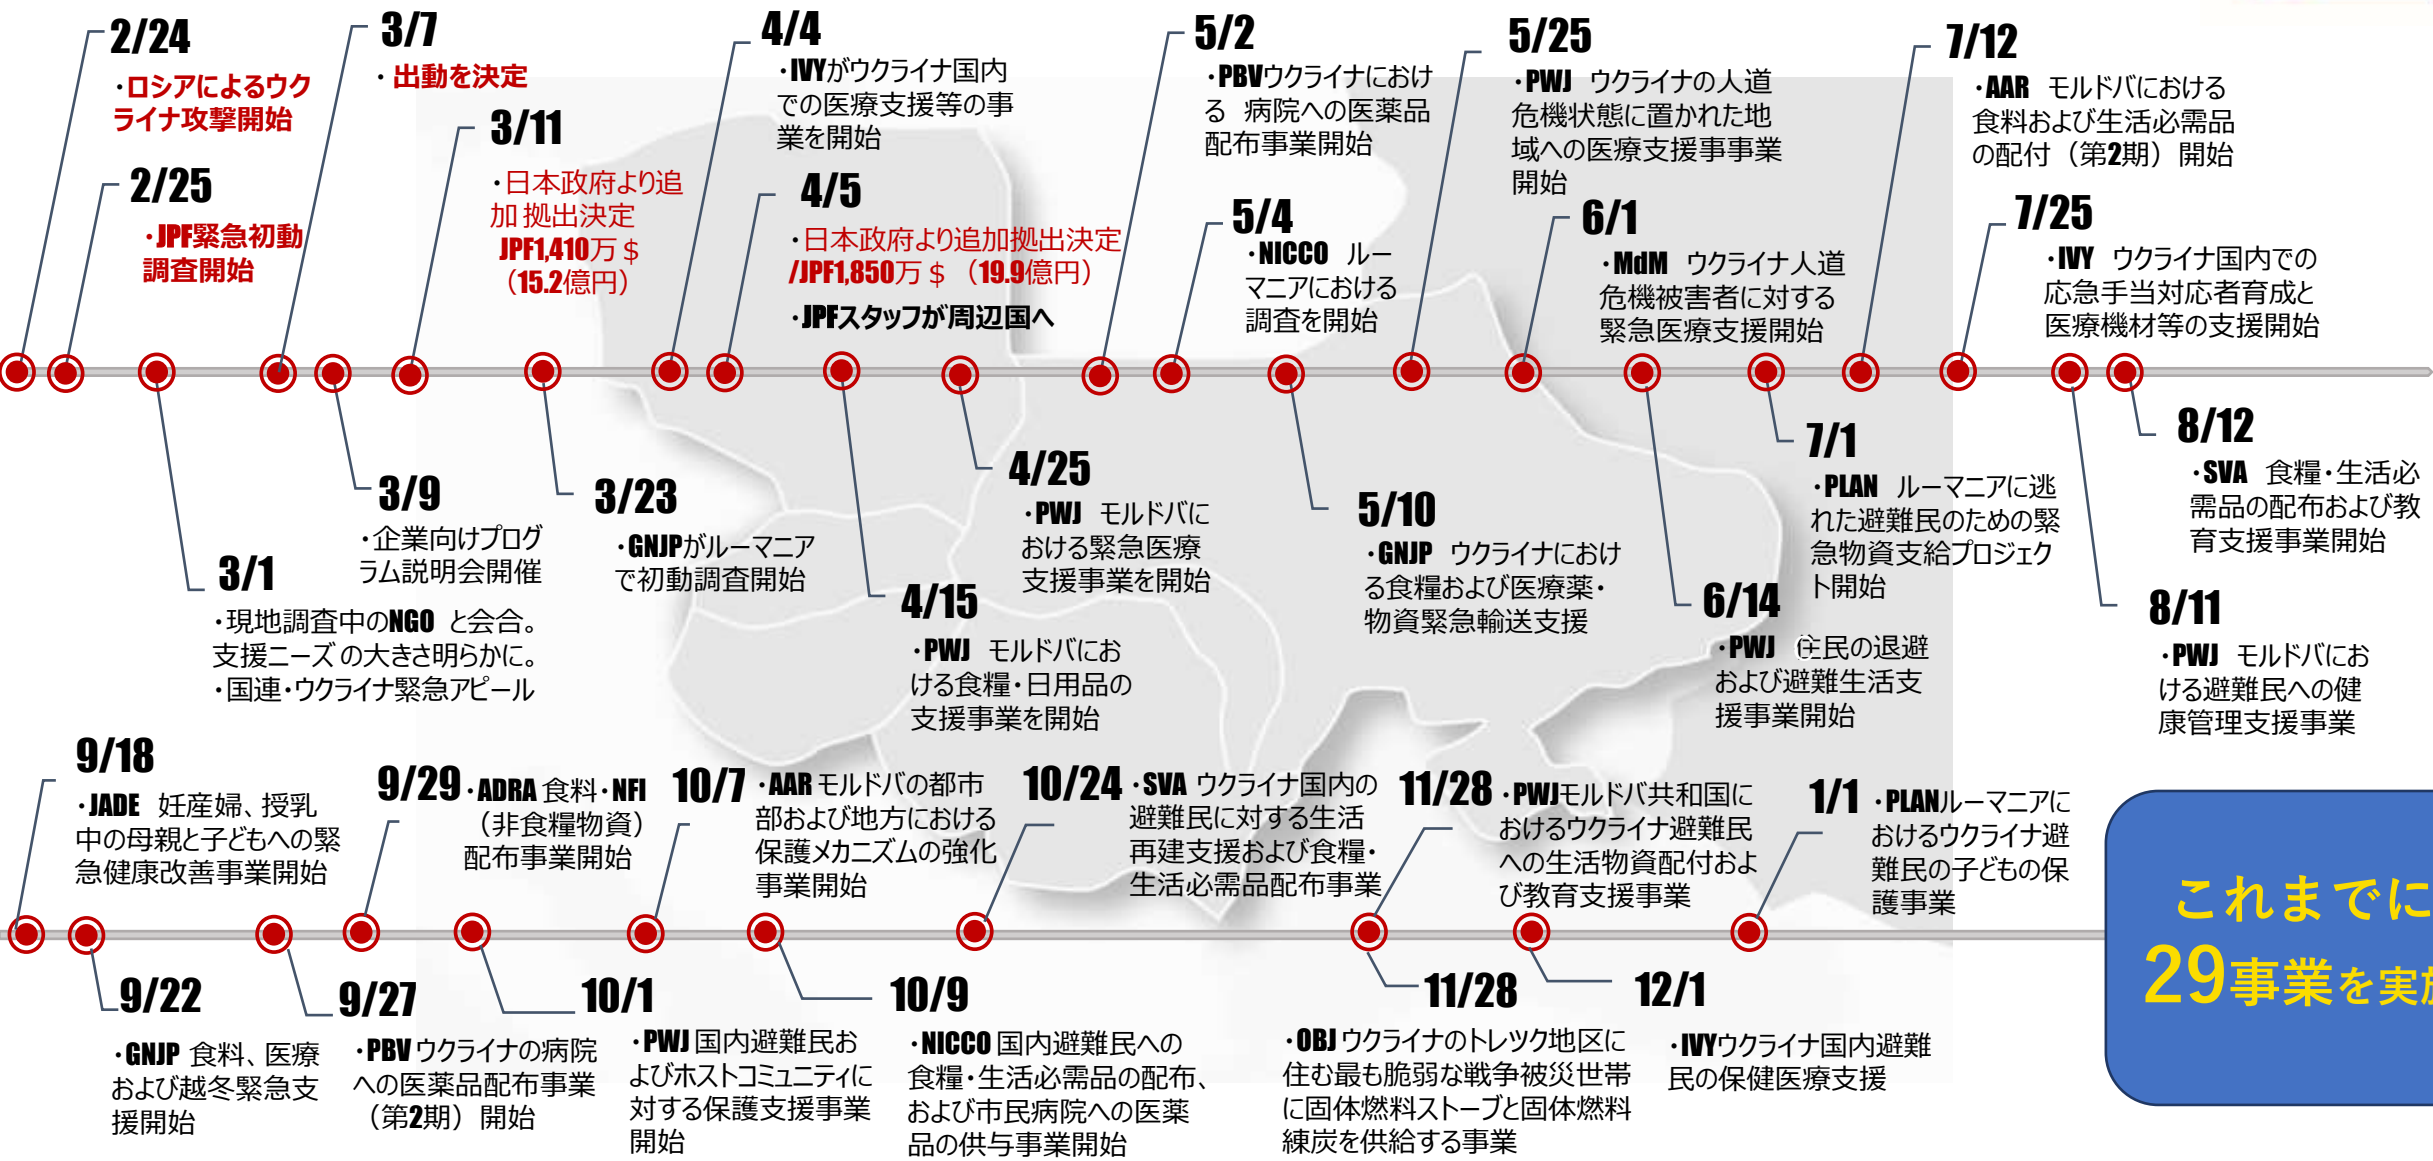 2/24
・ロシアによるウク
ライナ攻撃開始
2/25
・JPF緊急初動
調査開始
3/7
・出動を決定
3/11
・日本政府より追
加 拠出決定
JPF1,410万＄
（15.2億円）
4/4
・IVYがウクライナ国内
での医療支援等の事
業を開始
4/5
・日本政府より追加拠出決定
/JPF1,850万＄（19.9億円）
・JPFスタッフが周辺国へ
5/2
・PBVウクライナにおけ
る 病院への医薬品
配布事業開始
5/4
・NICCO ルー
マニアにおける
調査を開始
5/25
・PWJ ウクライナの人道
危機状態に置かれた地
域への医療支援事事業
開始
6/1
・MdM ウクライナ人道
危機被害者に対する
緊急医療支援開始
7/12
・AAR モルドバにおける
食料および生活必需品
の配付（第2期）開始
7/25
・IVY ウクライナ国内での
応急手当対応者育成と
医療機材等の支援開始
3/1
・現地調査中のNGO と会合。
支援ニーズの大きさ明らかに。
・国連・ウクライナ緊急アピール
3/9
・企業向けプログ
ラム説明会開催
3/23
・GNJPがルーマニア
で初動調査開始
4/15
・PWJ モルドバにお
ける食糧・日用品の
支援事業を開始
4/25
・PWJ モルドバに
おける緊急医療
支援事業を開始
5/10
・GNJP ウクライナにおけ
る食糧および医療薬・
物資緊急輸送支援
6/14
・PWJ 住民の退避
および避難生活支
援事業開始
7/1
・PLAN ルーマニアに逃
れた避難民のための緊
急物資支給プロジェク
ト開始
8/11
・PWJ モルドバにお
ける避難民への健
康管理支援事業
8/12
・SVA 食糧・生活必
需品の配布および教
育支援事業開始
9/18
・JADE 妊産婦、授乳
中の母親と子どもへの緊
急健康改善事業開始
9/29
・ADRA 食料・NFI
（非食糧物資）
配布事業開始
10/7
・AAR モルドバの都市
部および地方における
保護メカニズムの強化
事業開始
10/24
・SVA ウクライナ国内の
避難民に対する生活
再建支援および食糧・
生活必需品配布事業
11/28
・PWJモルドバ共和国に
おけるウクライナ避難民
への生活物資配付およ
び教育支援事業
1/1
・PLANルーマニアに
おけるウクライナ避
難民の子どもの保
護事業
9/22
・GNJP 食料、医療
および越冬緊急支
援開始
9/27
・PBV ウクライナの病院
への医薬品配布事業
（第2期）開始
10/1
・PWJ 国内避難民お
よびホストコミュニティに
対する保護支援事業
開始
10/9
・NICCO 国内避難民への
食糧・生活必需品の配布、
および市民病院への医薬
品の供与事業開始
11/28
・OBJ ウクライナのトレツク地区に
住む最も脆弱な戦争被災世帯
に固体燃料ストーブと固体燃料
練炭を供給する事業
12/1
・IVYウクライナ国内避難
民の保健医療支援
これまでに
29事業を実施